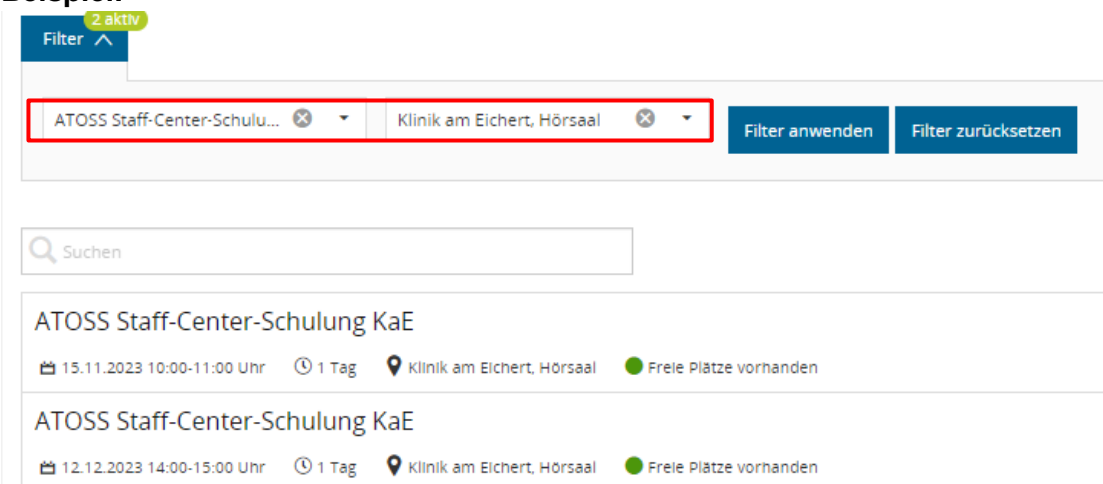 Beispiel:
2 aktiv
Filter
ATOSS Staff-Center-Schulu... Klinik am Eichert, Hörsaal Filter anwenden Filter zurücksetzen
Suchen
ATOSS Staff-Center-Schulung KaE
15.11.2023 10:00-11:00 Uhr 1 Tag Klinik am Eichert, Hörsaal Freie Plätze vorhanden
ATOSS Staff-Center-Schulung KaE
12.12.2023 14:00-15:00 Uhr 1 Tag Klinik am Eichert, Hörsaal Freie Plätze vorhanden